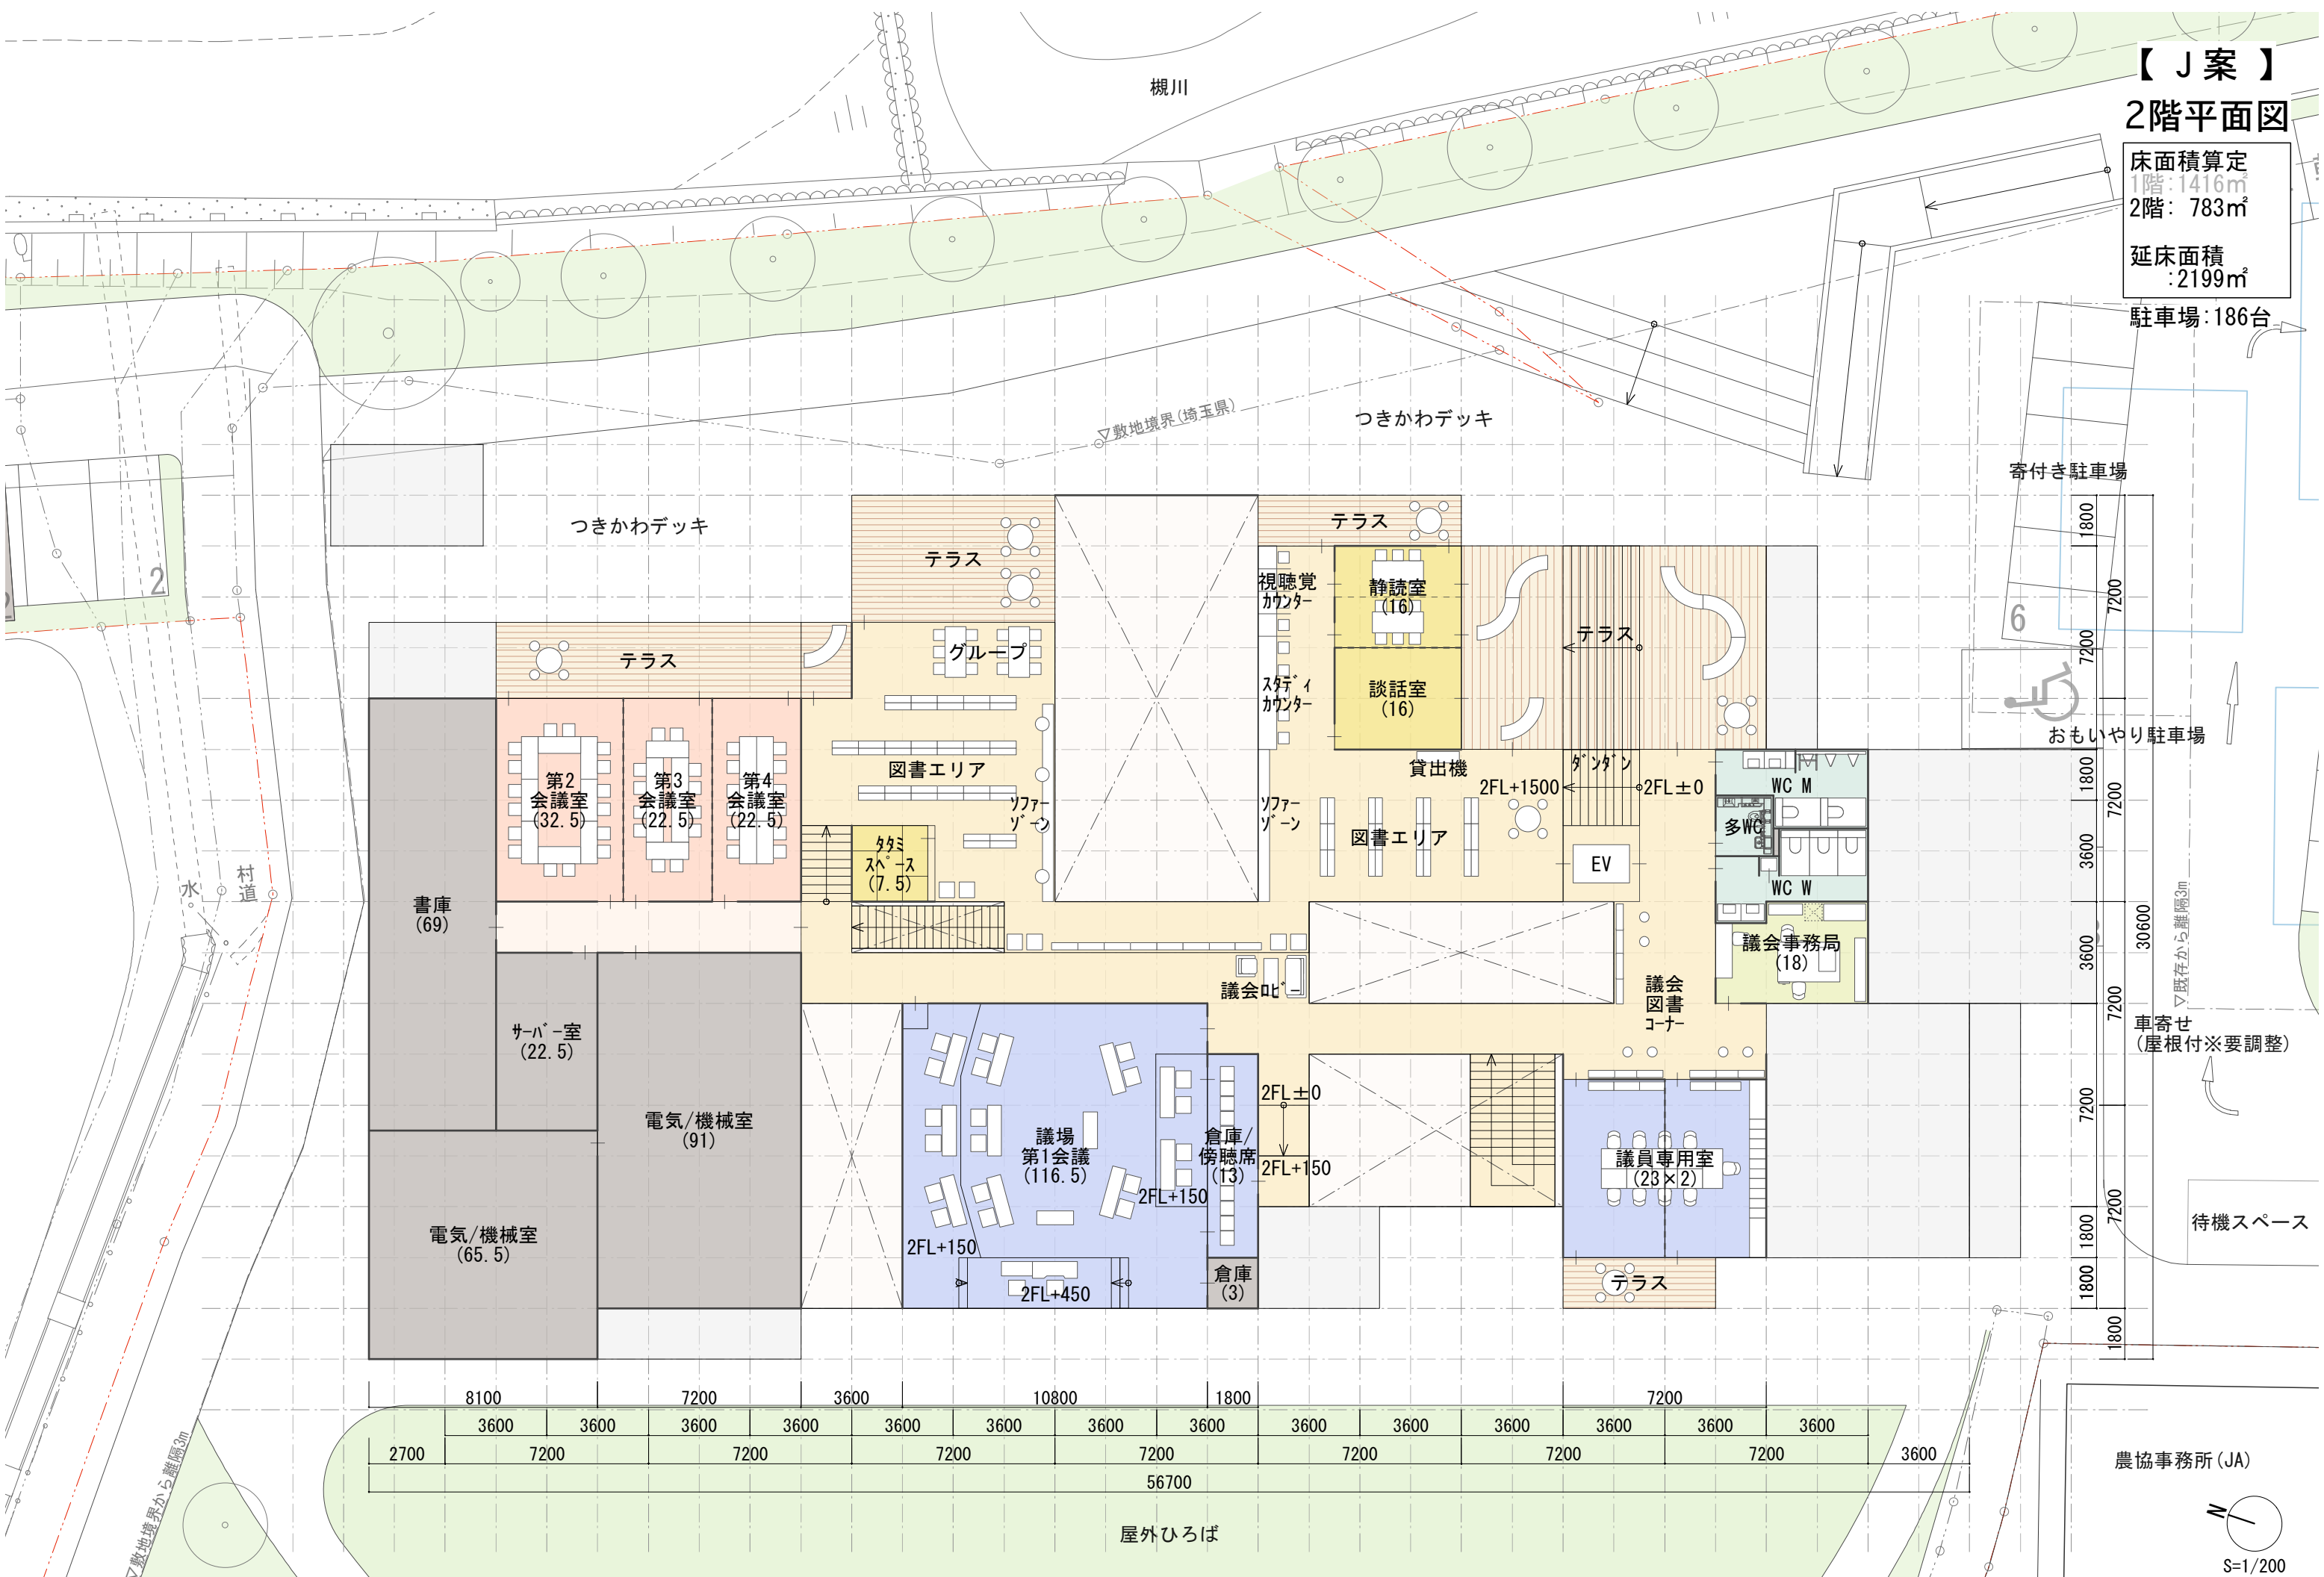 【 J案 】
2階平面図
床面積算定
1階:1416㎡
2階: 783㎡
延床面積
:2199㎡
駐車場:186台
槻川
▽敷地境界(埼玉県)
つきかわデッキ
つきかわデッキ
寄付き駐車場
2
6
テラス
テラス
テラス
テラス
グループ
視聴覚
カウンター
静読室
(16)
スタディ
カウンター
談話室
(16)
おもいやり駐車場
第2
会議室
(32.5)
第3
会議室
(22.5)
第4
会議室
(22.5)
図書エリア
ソファー
ゾーン
ソファー
ゾーン
貸出機
ダンダン
2FL+1500
2FL±0
図書エリア
WC M
多WC
WC W
EV
タタミ
スペース
(7.5)
水
村道
書庫
(69)
議会事務局
(18)
議会ロビー
議会
図書
コーナー
▽既存から離隔3m
サーバー室
(22.5)
車寄せ
(屋根付※要調整)
電気/機械室
(91)
議場
第1会議
(116.5)
倉庫/
傍聴席
(13)
2FL±0
2FL+150
2FL+150
議員専用室
(23×2)
電気/機械室
(65.5)
2FL+150
2FL+450
倉庫
(3)
テラス
待機スペース
1800
7200
7200
1800
7200
3600
3600
7200
7200
1800
7200
1800
1800
30600
8100
7200
3600
10800
1800
7200
3600
3600
3600
3600
3600
3600
3600
3600
3600
3600
3600
3600
3600
3600
2700
7200
7200
7200
7200
7200
7200
7200
3600
56700
▽敷地境界から離隔3m
屋外ひろば
農協事務所(JA)
N
S=1/200